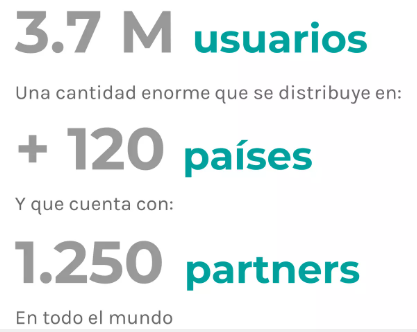 3.7 M usuarios
Una cantidad enorme que se distribuye en:
+ 120 países
Y que cuenta con:
1.250 partners
En todo el mundo